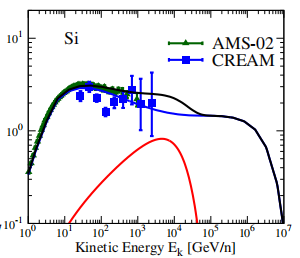 10¹
Si
AMS-02
CREAM
10⁰
10⁻¹
10⁰ 10¹ 10² 10³ 10⁴ 10⁵ 10⁶ 10⁷
Kinetic Energy Eₖ [GeV/n]